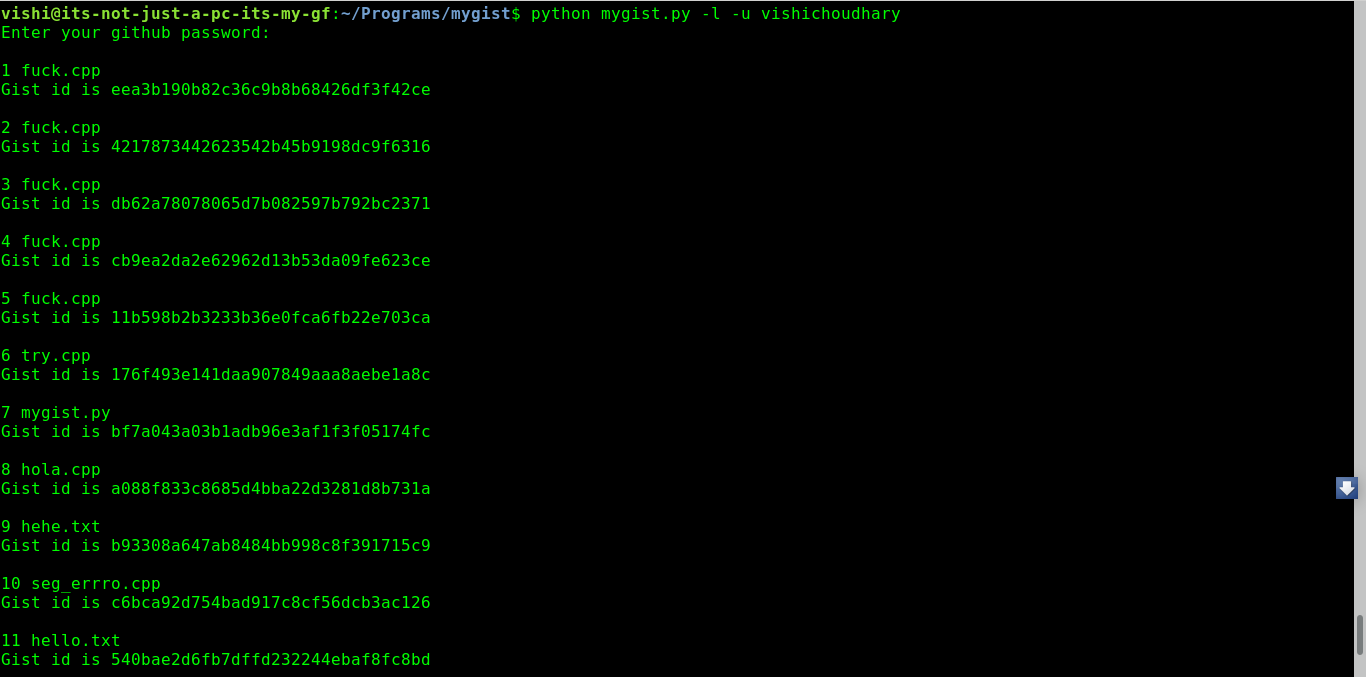 vishi@its-not-just-a-pc-its-my-gf:~/Programs/mygist$ python mygist.py -l -u vishichoudhary
Enter your github password:
1 fuck.cpp
Gist id is eea3b190b82c36c9b8b68426df3f42ce
2 fuck.cpp
Gist id is 4217873442623542b45b9198dc9f6316
3 fuck.cpp
Gist id is db62a78078065d7b082597b792bc2371
4 fuck.cpp
Gist id is cb9ea2da2e62962d13b53da09fe623ce
5 fuck.cpp
Gist id is 11b598b2b3233b36e0fca6fb22e703ca
6 try.cpp
Gist id is 176f493e141daa907849aaa8aebe1a8c
7 mygist.py
Gist id is bf7a043a03b1adb96e3af1f3f05174fc
8 hola.cpp
Gist id is a088f833c8685d4bba22d3281d8b731a
9 hehe.txt
Gist id is b93308a647ab8484bb998c8f391715c9
10 seg_errro.cpp
Gist id is c6bca92d754bad917c8cf56dcb3ac126
11 hello.txt
Gist id is 540bae2d6fb7dffd232244ebaf8fc8bd